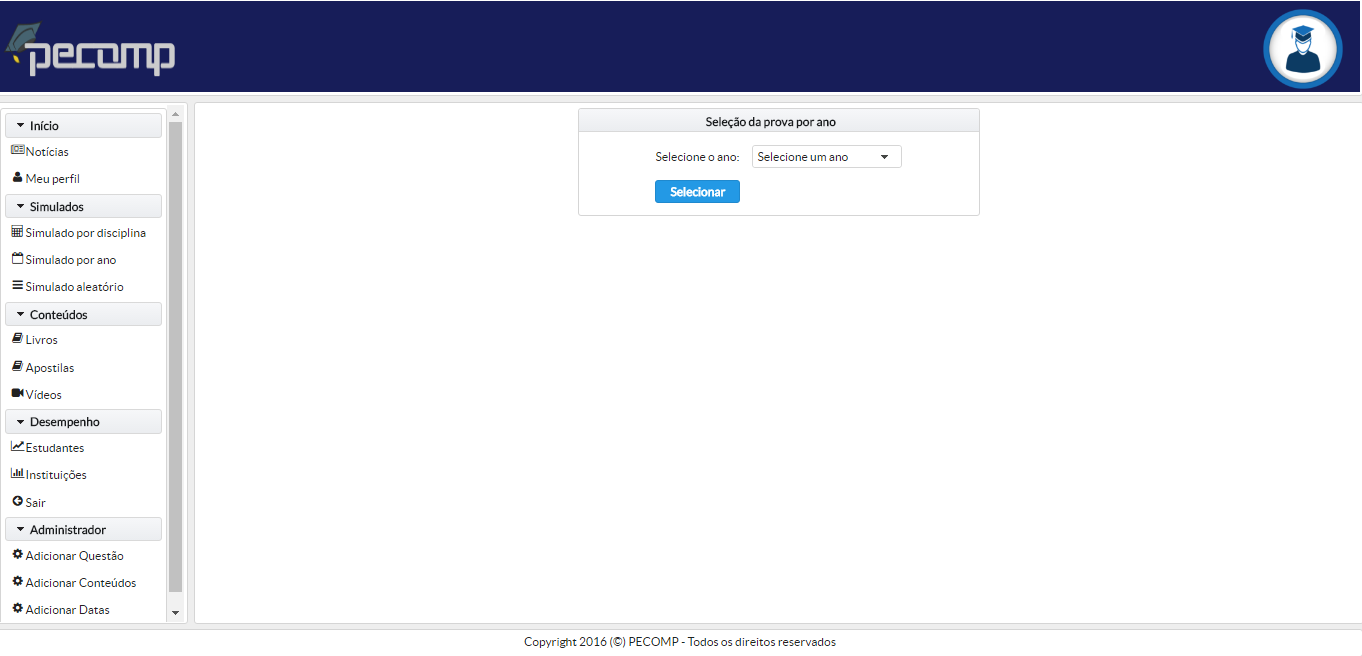 pecomp
Início
Notícias
Meu perfil
Simulados
Simulado por disciplina
Simulado por ano
Simulado aleatório
Conteúdos
Livros
Apostilas
Vídeos
Desempenho
Estudantes
Instituições
Sair
Administrador
Adicionar Questão
Adicionar Conteúdos
Adicionar Datas
Seleção da prova por ano
Selecione o ano: Selecione um ano
Selecionar
Copyright 2016 (©) PECOMP - Todos os direitos reservados